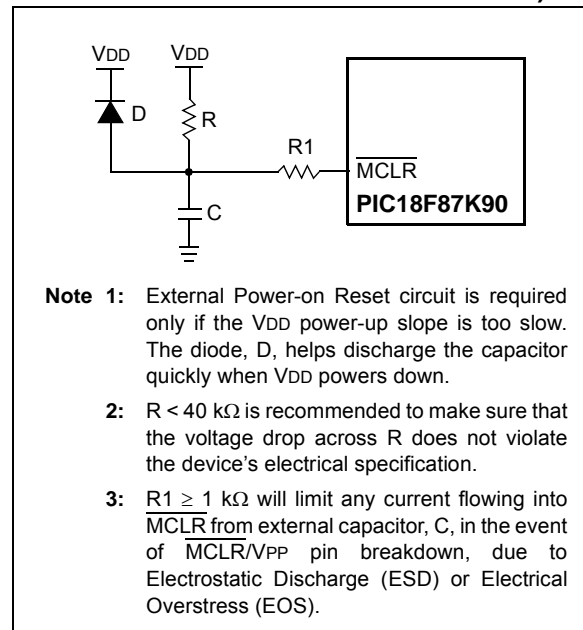 VDD VDD
D
R
R1
MCLR
PIC18F87K90
C
Note 1: External Power-on Reset circuit is required
only if the VDD power-up slope is too slow.
The diode, D, helps discharge the capacitor
quickly when VDD powers down.
2: R < 40 kΩ is recommended to make sure that
the voltage drop across R does not violate
the device's electrical specification.
3: R1 ≥ 1 kΩ will limit any current flowing into
MCLR from external capacitor, C, in the event
of MCLR/VPP pin breakdown, due to
Electrostatic Discharge (ESD) or Electrical
Overstress (EOS).